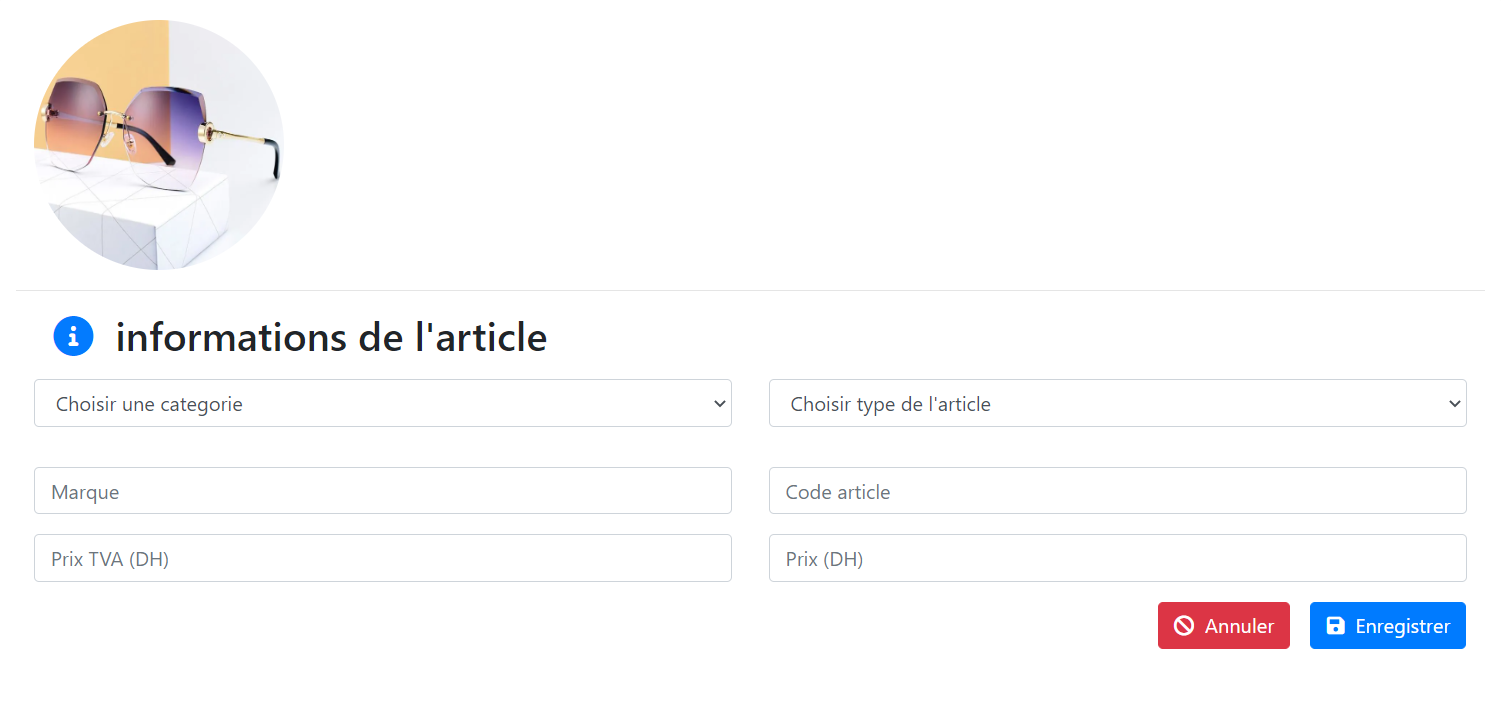 informations de l'article
Choisir une categorie
Choisir type de l'article
Marque
Code article
Prix TVA (DH)
Prix (DH)
Annuler
Enregistrer